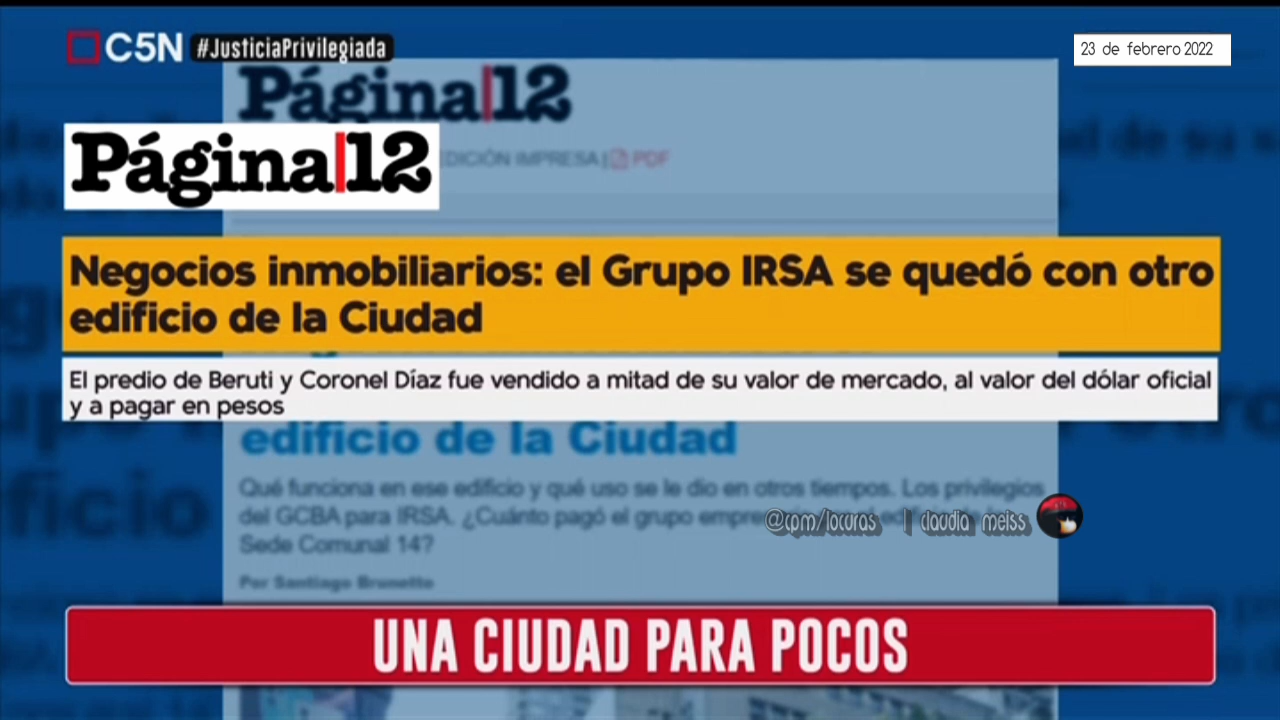 C5N #JusticiaPrivilegiada
23 de febrero 2022
Página|12
Página|12
EDICIÓN IMPRESA | PDF
Negocios inmobiliarios: el Grupo IRSA se quedó con otro
edificio de la Ciudad
El predio de Beruti y Coronel Díaz fue vendido a mitad de su valor de mercado, al valor del dólar oficial
y a pagar en pesos
edificio de la Ciudad
Qué funciona en ese edificio y qué uso se le dio en otros tiempos. Los privilegios
del GCBA para IRSA. ¿Cuánto pagó el grupo
@cpm/locuras | claudia meiss
Sede Comunal 14?
Por Santiago Brunetto
UNA CIUDAD PARA POCOS